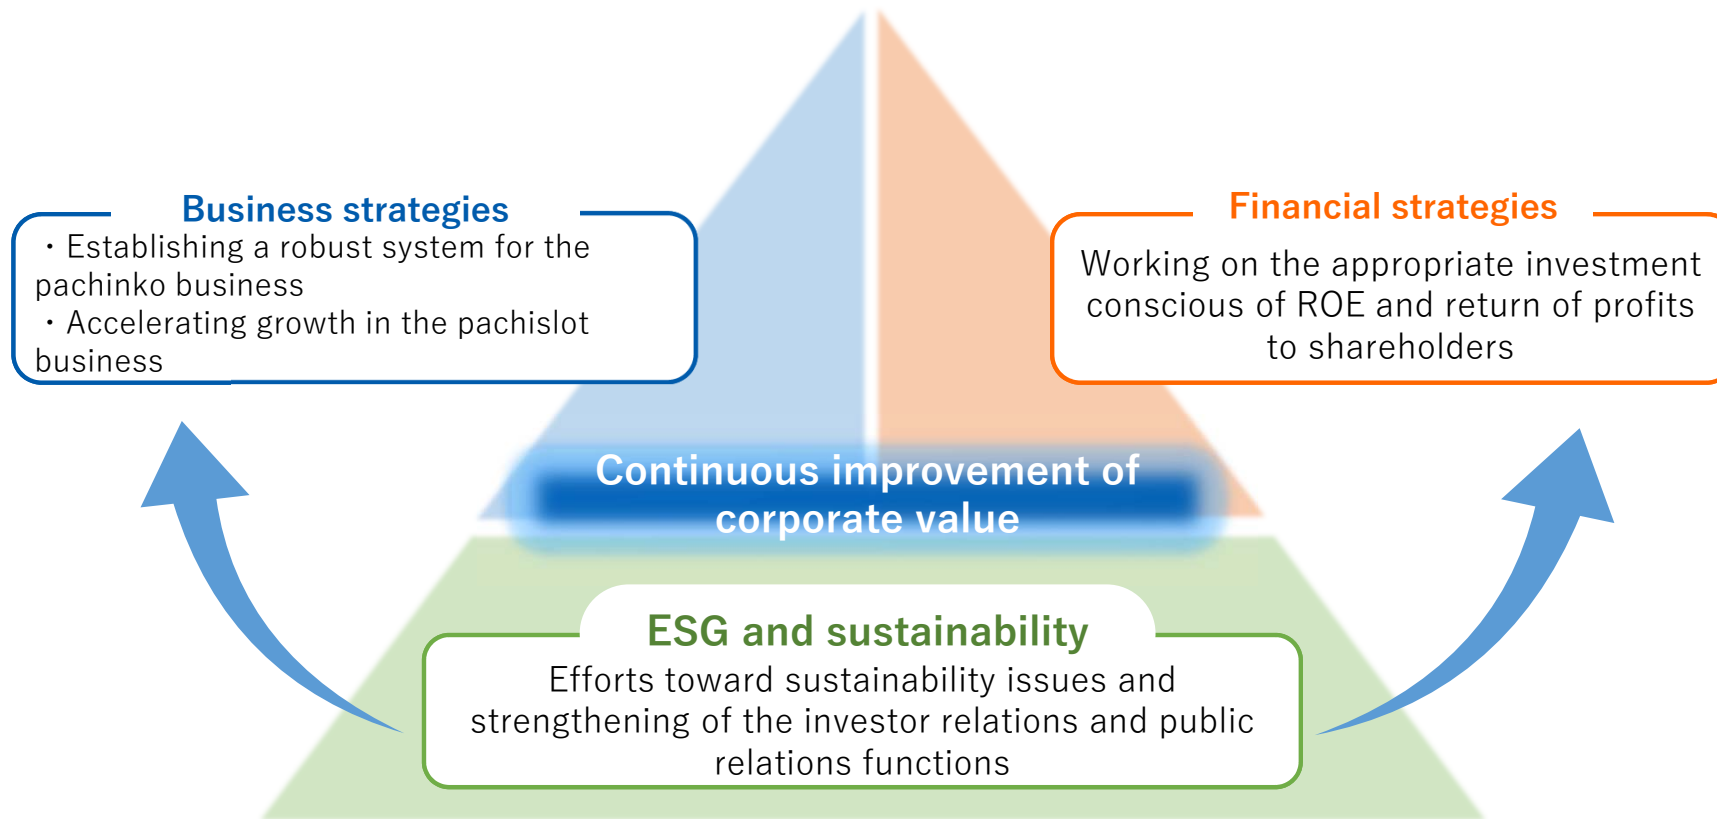 Business strategies
・Establishing a robust system for the
pachinko business
・Accelerating growth in the pachislot
business
Financial strategies
Working on the appropriate investment
conscious of ROE and return of profits
to shareholders
Continuous improvement of
corporate value
ESG and sustainability
Efforts toward sustainability issues and
strengthening of the investor relations and public
relations functions